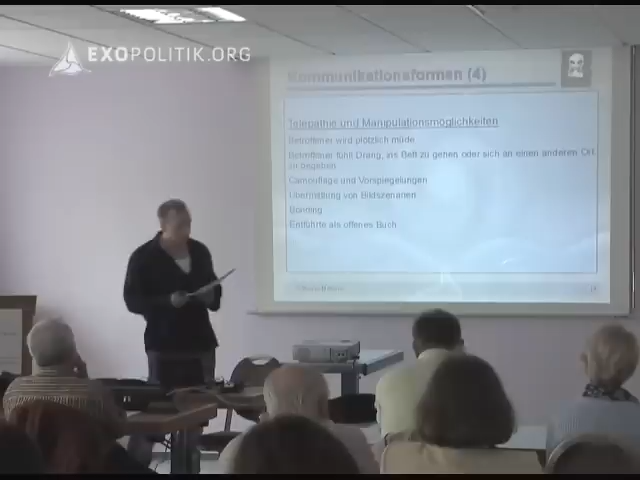 EXOPOLITIK.ORG
Kommunikationsformen (4)
Telepathie und Manipulationsmöglichkeiten
Betroffener wird plötzlich müde
Betroffener fühlt Drang, ins Bett zu gehen oder sich an einen anderen Ort
zu begeben
Camouflage und Vorspiegelungen
Übermittlung von Bildszenarien
Bonding
Entführte als offenes Buch